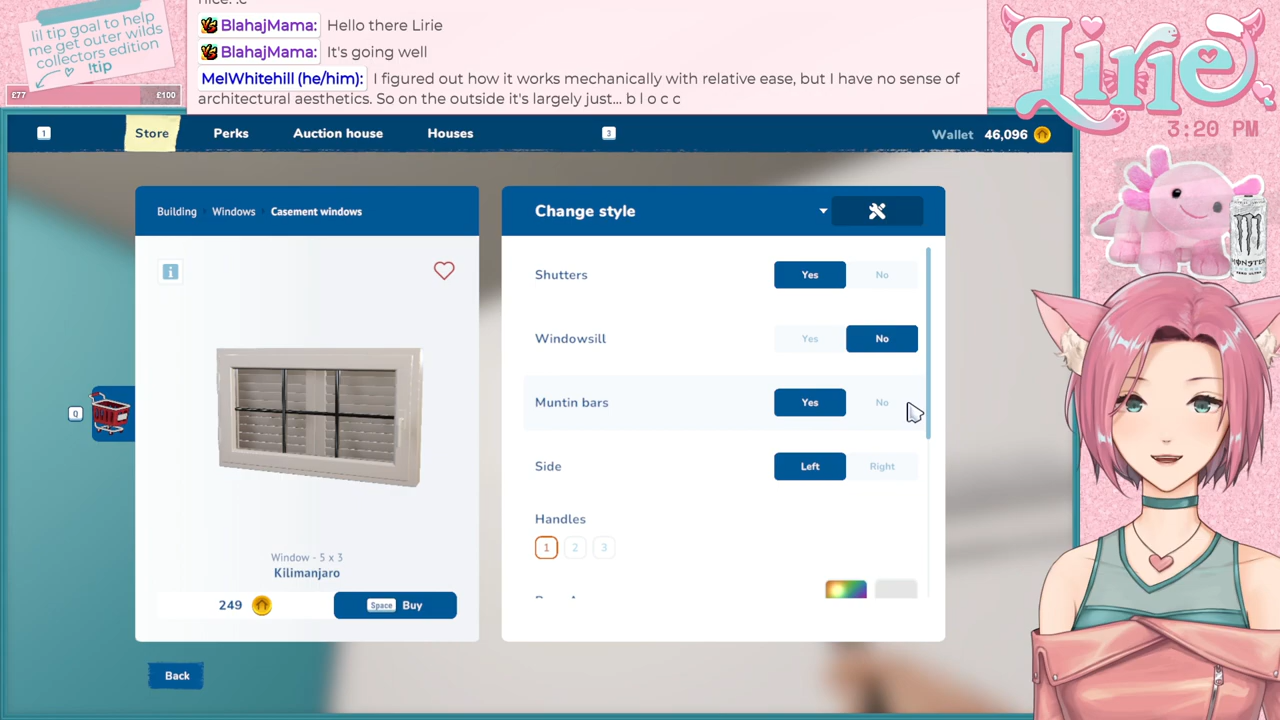 nice. :c
BlahajMama: Hello there Lirie
BlahajMama: It's going well
MelWhitehill (he/him): I figured out how it works mechanically with relative ease, but I have no sense of
architectural aesthetics. So on the outside it's largely just... b l o c c
lil tip goal to help
me get outer wilds
collectors edition
!tip
£77 £100
Lirie
3:20 PM
1 Store Perks Auction house Houses 3 Wallet 46,096
Building Windows Casement windows
i
Window - 5 x 3
Kilimanjaro
249 Space Buy
Q
Back
Change style
Shutters Yes No
Windowsill Yes No
Muntin bars Yes No
Side Left Right
Handles
1 2 3
MONSTER